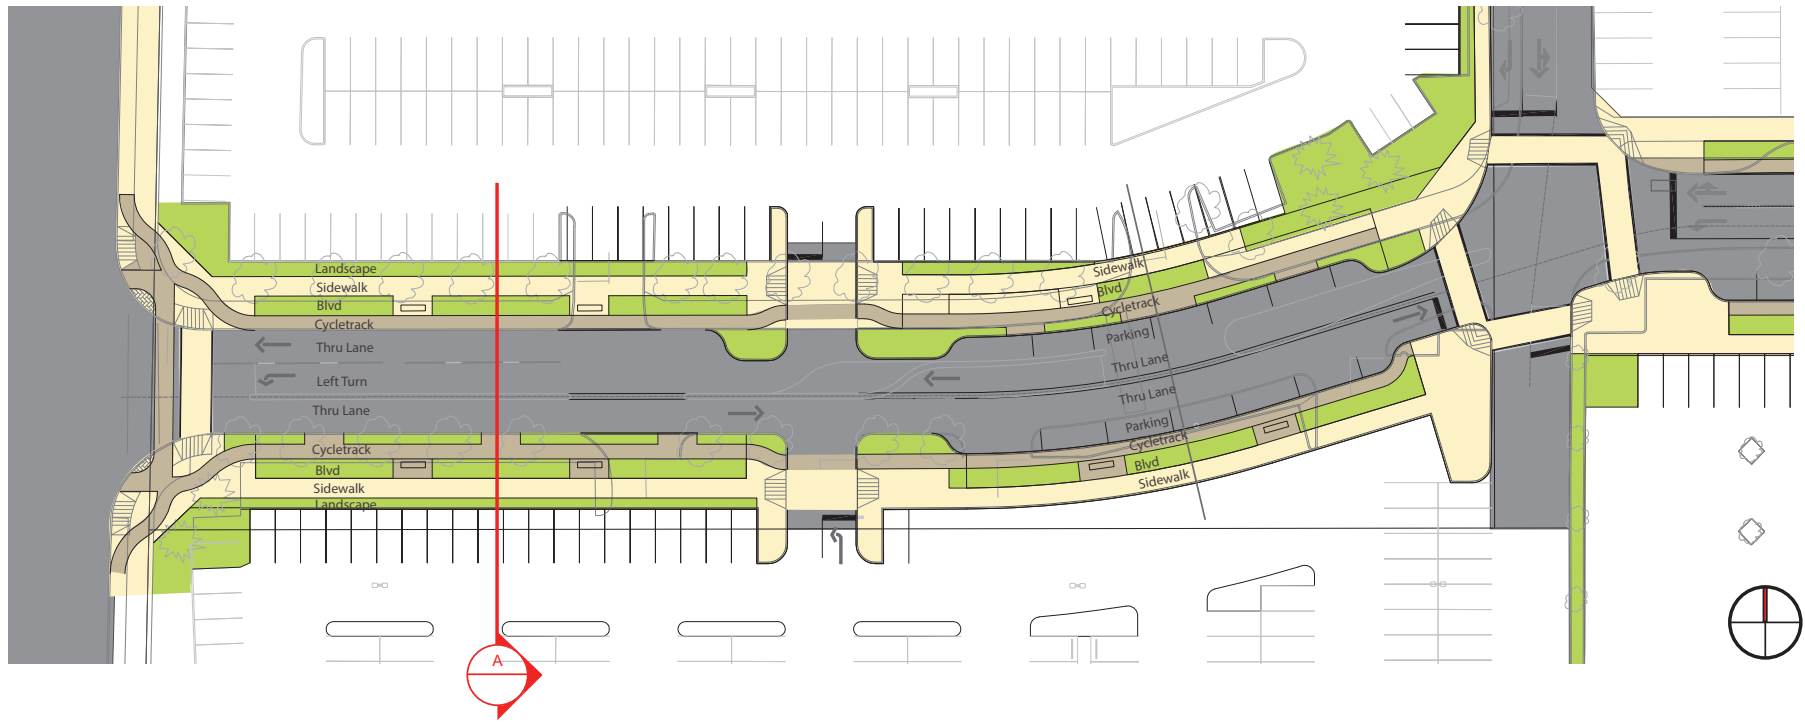 Landscape
Sidewalk
Blvd
Cycletrack
Thru Lane
Left Turn
Thru Lane
Cycletrack
Blvd
Sidewalk
Landscape
Sidewalk
Blvd
Cycletrack
Parking
Thru Lane
Thru Lane
Parking
Cycletrack
Blvd
Sidewalk
A